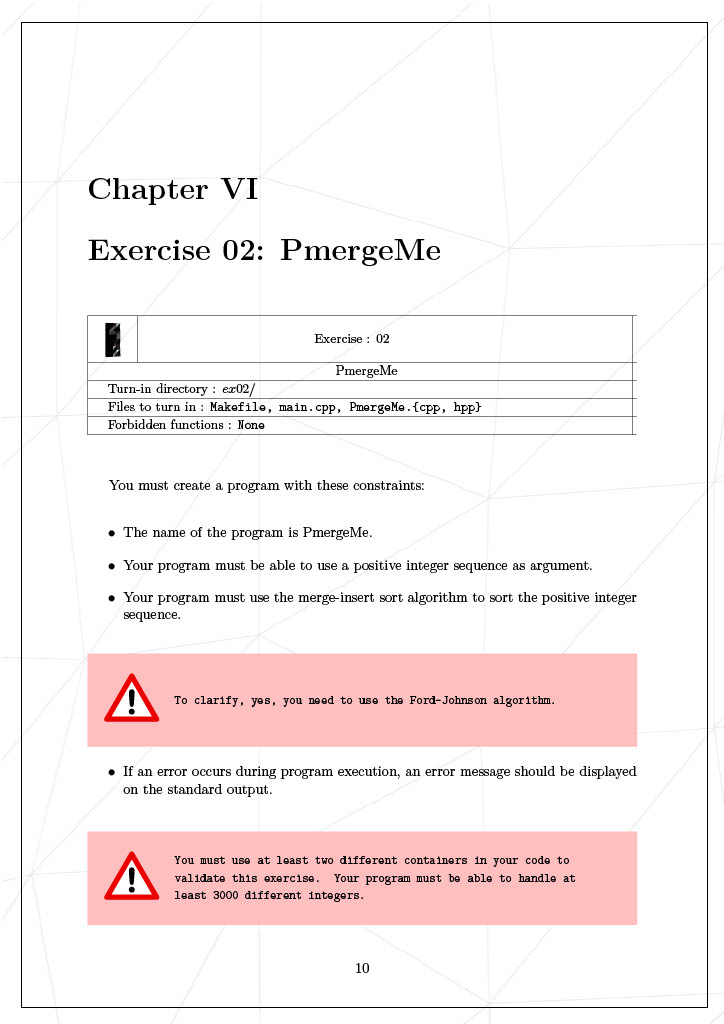 Chapter VI
Exercise 02: PmergeMe
Exercise : 02
PmergeMe
Turn-in directory : ex02/
Files to turn in : Makefile, main.cpp, PmergeMe.{cpp, hpp}
Forbidden functions : None
You must create a program with these constraints:
• The name of the program is PmergeMe.
• Your program must be able to use a positive integer sequence as argument.
• Your program must use the merge-insert sort algorithm to sort the positive integer
sequence.
To clarify, yes, you need to use the Ford-Johnson algorithm.
• If an error occurs during program execution, an error message should be displayed
on the standard output.
You must use at least two different containers in your code to
validate this exercise. Your program must be able to handle at
least 3000 different integers.
10